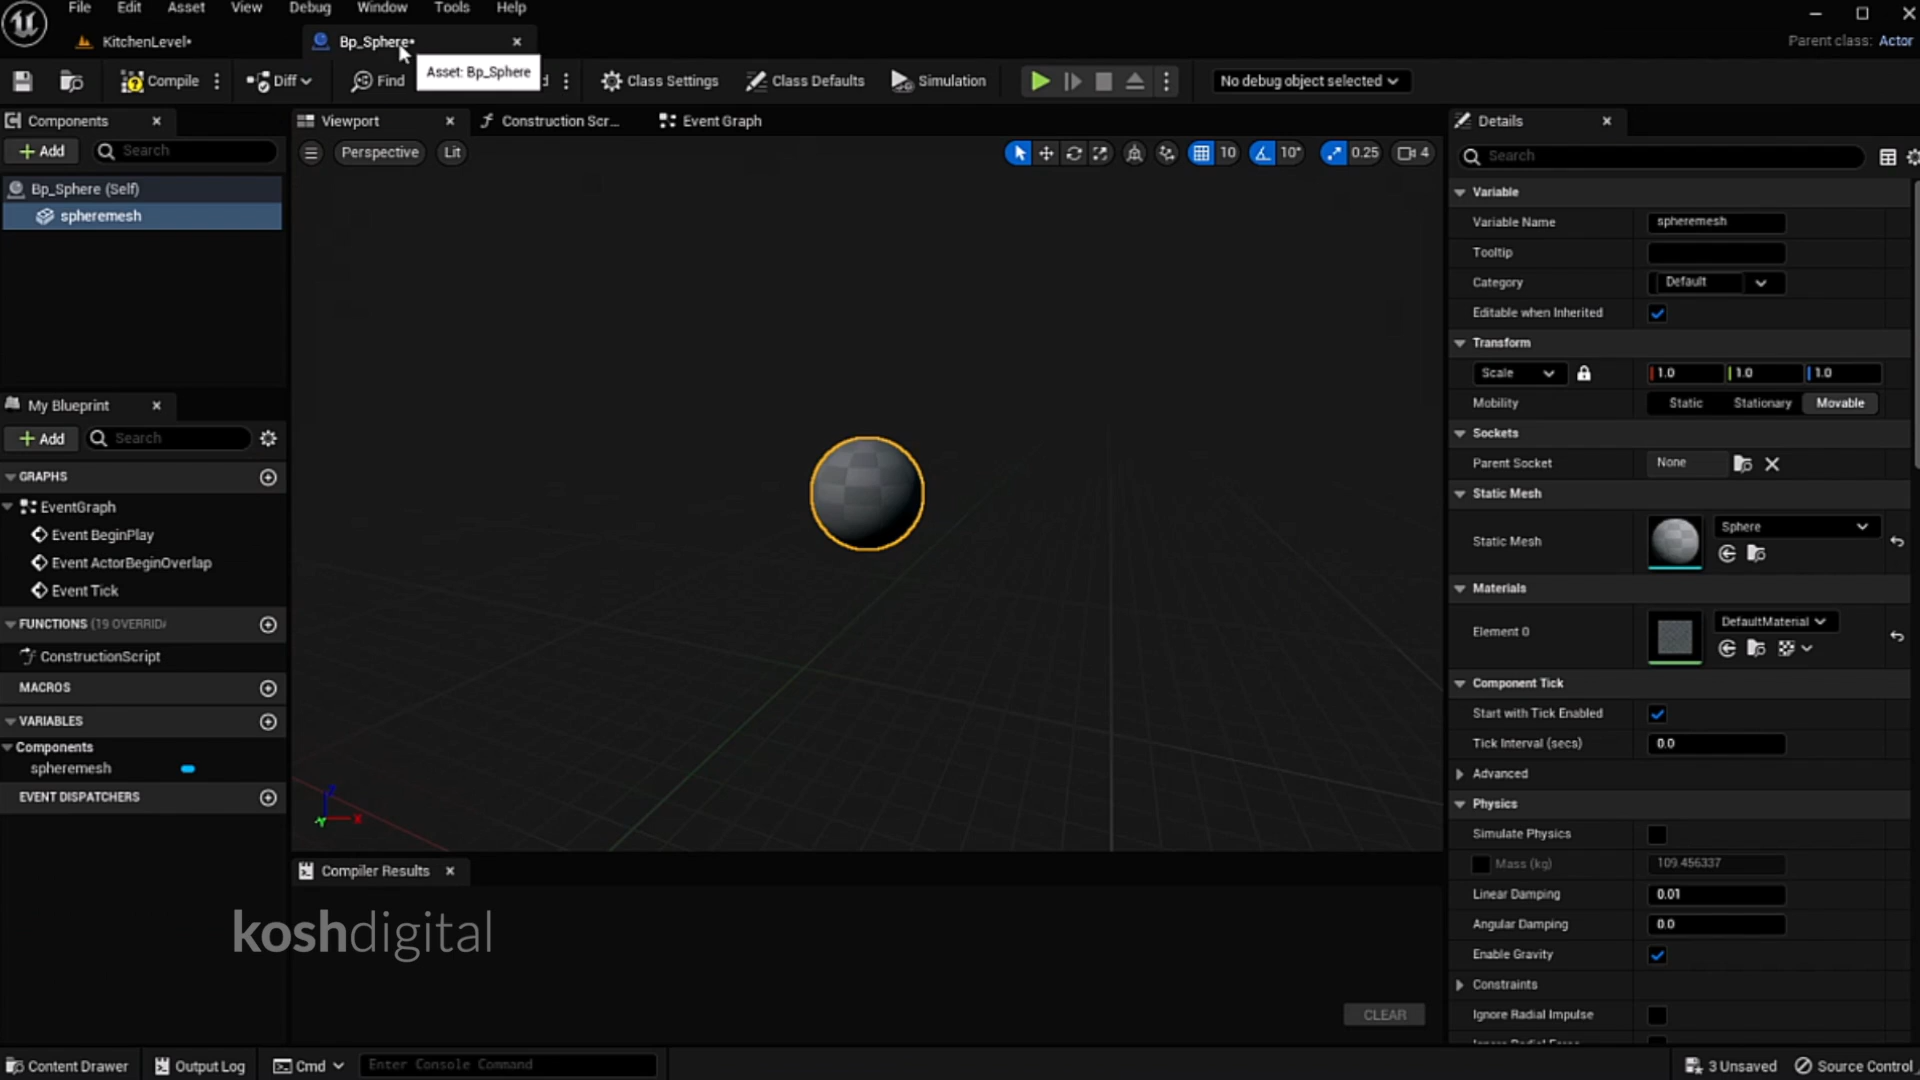 File Edit Asset View Debug Window Tools Help
KitchenLevel*
Bp_Sphere*
Parent class: Actor
Compile
Diff
Find
Asset: Bp_Sphere
Class Settings
Class Defaults
Simulation
No debug object selected
Components
Add
Search
Bp_Sphere (Self)
spheremesh
My Blueprint
Add
Search
GRAPHS
EventGraph
Event BeginPlay
Event ActorBeginOverlap
Event Tick
FUNCTIONS (19 OVERRID
ConstructionScript
MACROS
VARIABLES
Components
spheremesh
EVENT DISPATCHERS
Viewport
Construction Scr...
Event Graph
Perspective
Lit
10
10°
0.25
4
Z
Y
X
Compiler Results
koshdigital
CLEAR
Details
Search
Variable
Variable Name spheremesh
Tooltip
Category Default
Editable when Inherited
Transform
Scale 1.0 1.0 1.0
Mobility Static Stationary Movable
Sockets
Parent Socket None
Static Mesh
Static Mesh Sphere
Materials
Element 0 DefaultMaterial
Component Tick
Start with Tick Enabled
Tick Interval (secs) 0.0
Advanced
Physics
Simulate Physics
Mass (kg) 109.456337
Linear Damping 0.01
Angular Damping 0.0
Enable Gravity
Constraints
Ignore Radial Impulse
Content Drawer
Output Log
Cmd
Enter Console Command
3 Unsaved
Source Control